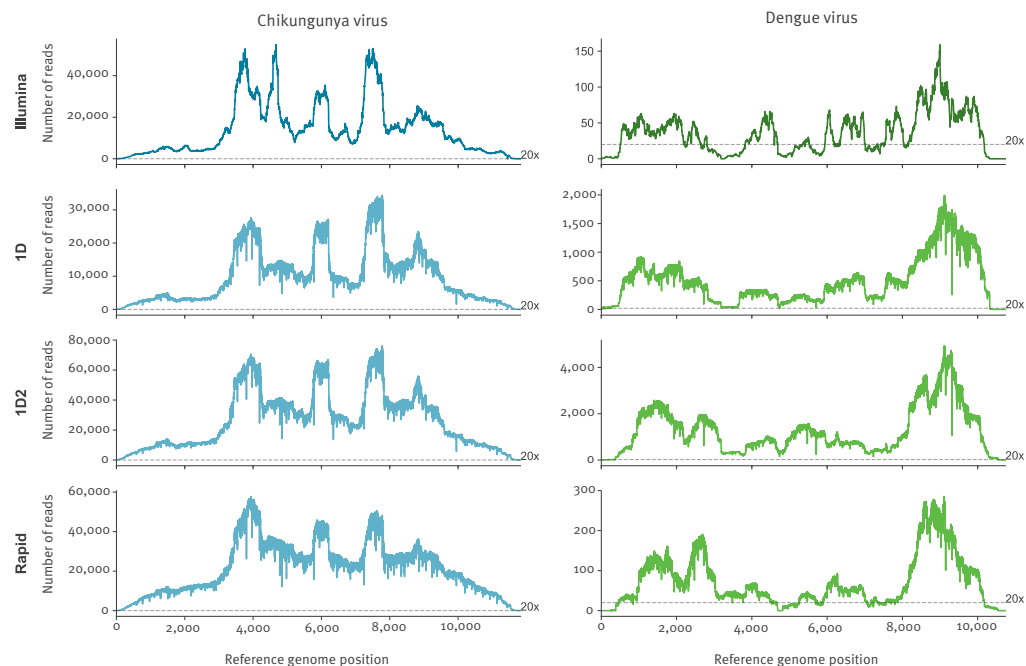 Chikungunya virus
Dengue virus
Illumina
Number of reads
40,000
20,000
0
20x
150
100
50
0
20x
1D
Number of reads
30,000
20,000
10,000
0
20x
2,000
1,500
1,000
500
0
20x
1D2
Number of reads
80,000
60,000
40,000
20,000
0
20x
4,000
2,000
0
20x
Rapid
Number of reads
60,000
40,000
20,000
0
20x
300
200
100
0
20x
0 2,000 4,000 6,000 8,000 10,000
0 2,000 4,000 6,000 8,000 10,000
Reference genome position
Reference genome position